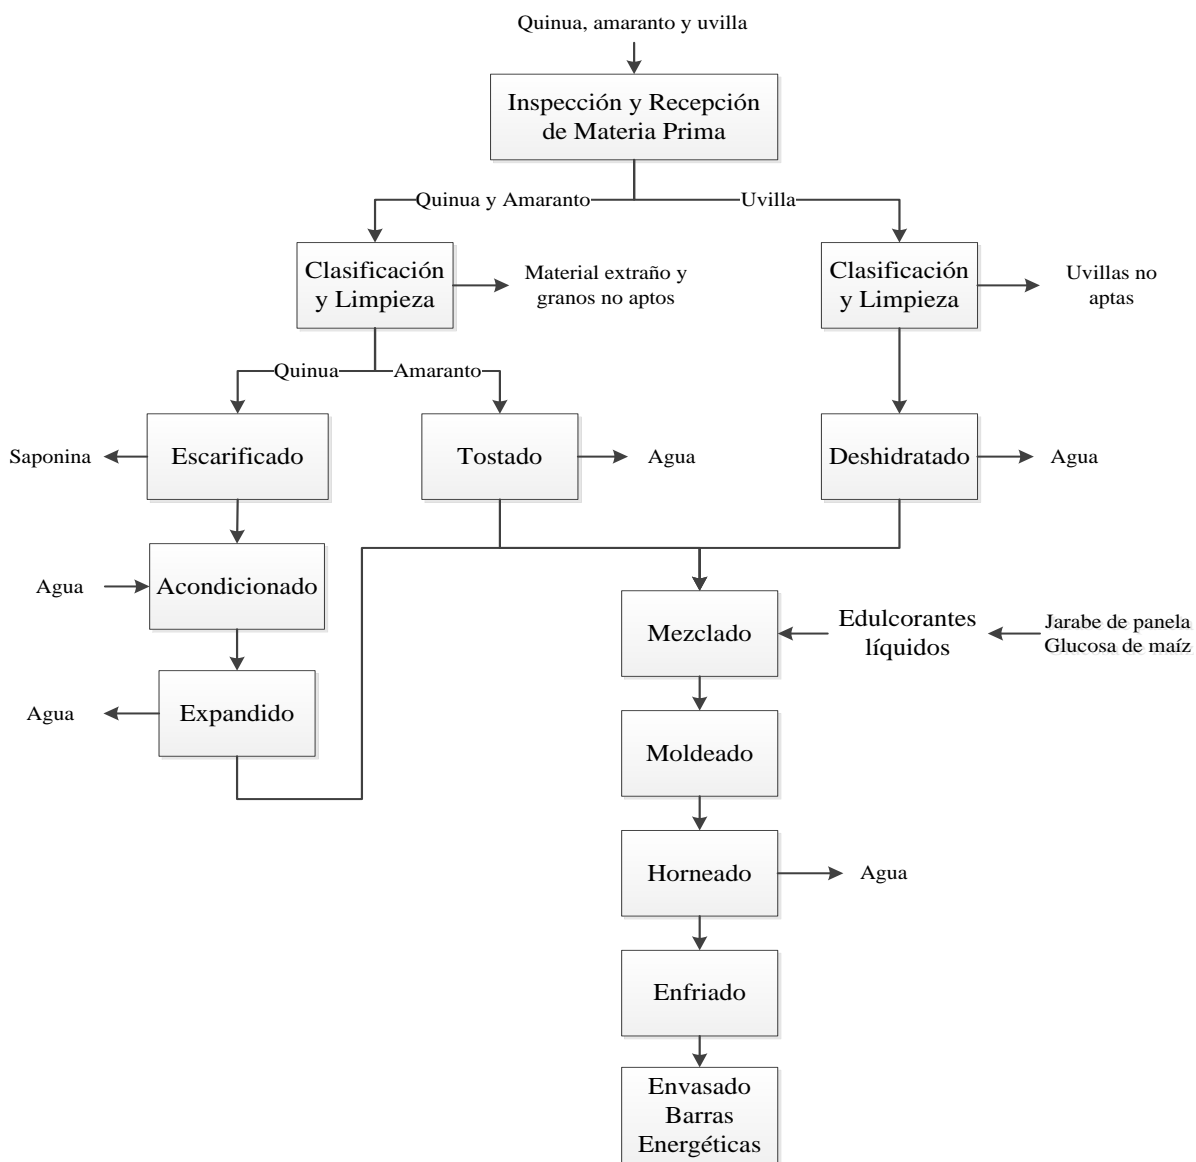 Quinua, amaranto y uvilla
Inspección y Recepción
de Materia Prima
Quinua y Amaranto
Uvilla
Clasificación
y Limpieza
Material extraño y
granos no aptos
Clasificación
y Limpieza
Uvillas no
aptas
Quinua
Amaranto
Saponina
Escarificado
Tostado
Agua
Deshidratado
Agua
Agua
Acondicionado
Mezclado
Edulcorantes
líquidos
Jarabe de panela
Glucosa de maíz
Agua
Expandido
Moldeado
Horneado
Agua
Enfriado
Envasado
Barras
Energéticas